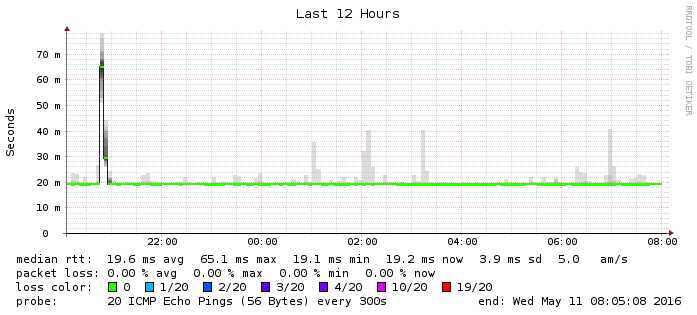 Last 12 Hours
RRDTOOL / TOBI OETIKER
Seconds
70 m
60 m
50 m
40 m
30 m
20 m
10 m
0
22:00 00:00 02:00 04:00 06:00 08:00
median rtt: 19.6 ms avg 65.1 ms max 19.1 ms min 19.2 ms now 3.9 ms sd 5.0 am/s
packet loss: 0.00 % avg 0.00 % max 0.00 % min 0.00 % now
loss color: 0 1/20 2/20 3/20 4/20 10/20 19/20
probe: 20 ICMP Echo Pings (56 Bytes) every 300s end: Wed May 11 08:05:08 2016